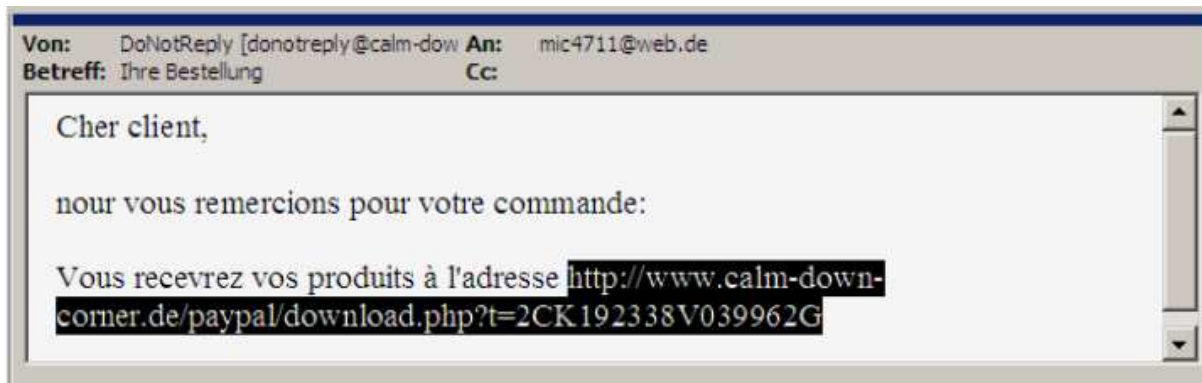 Von: DoNotReply [donotreply@calm-dow An: mic4711@web.de
Betreff: Ihre Bestellung Cc:
Cher client,
nour vous remercions pour votre commande:
Vous recevrez vos produits à l'adresse http://www.calm-down-
corner.de/paypal/download.php?t=2CK192338V039962G